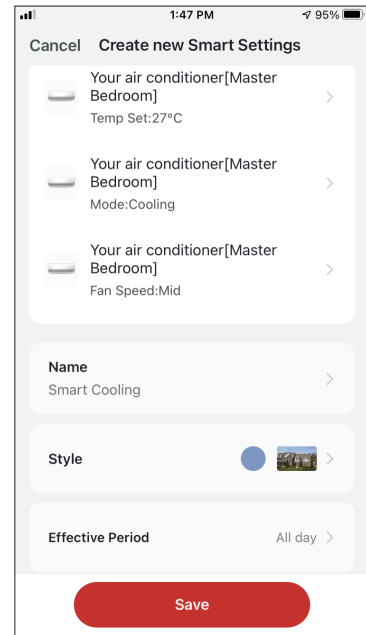 1:47 PM
95%
Cancel Create new Smart Settings
Your air conditioner[Master
Bedroom]
Temp Set:27°C
Your air conditioner[Master
Bedroom]
Mode:Cooling
Your air conditioner[Master
Bedroom]
Fan Speed:Mid
Name
Smart Cooling
Style
Effective Period All day
Save